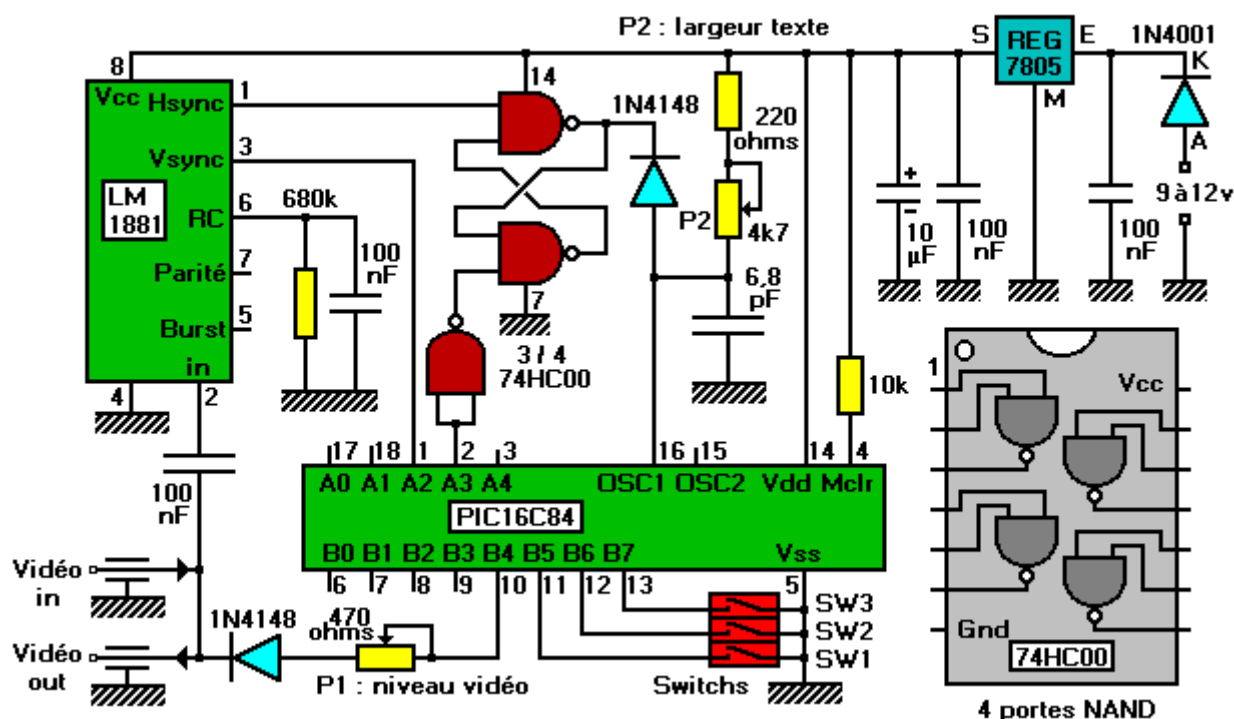 P2 : largeur texte
S
REG
7805
E
1N4001
K
A
M
8
Vcc
Hsync
1
14
1N4148
220
ohms
Vsync
3
LM
1881
RC
6
680k
100
nF
P2
4k7
+
10
µF
100
nF
100
nF
9à12v
Parité
7
Burst
5
in
7
6,8
pF
3 / 4
74HC00
10k
4
2
100
nF
17
18
1
2
3
16
15
14
4
A0
A1
A2
A3
A4
OSC1
OSC2
Vdd
Mclr
PIC16C84
B0
B1
B2
B3
B4
B5
B6
B7
Vss
6
7
8
9
10
11
12
13
5
Vidéo
in
Vidéo
out
1N4148
470
ohms
P1 : niveau vidéo
SW3
SW2
SW1
Switchs
1
Vcc
Gnd
74HC00
4 portes NAND